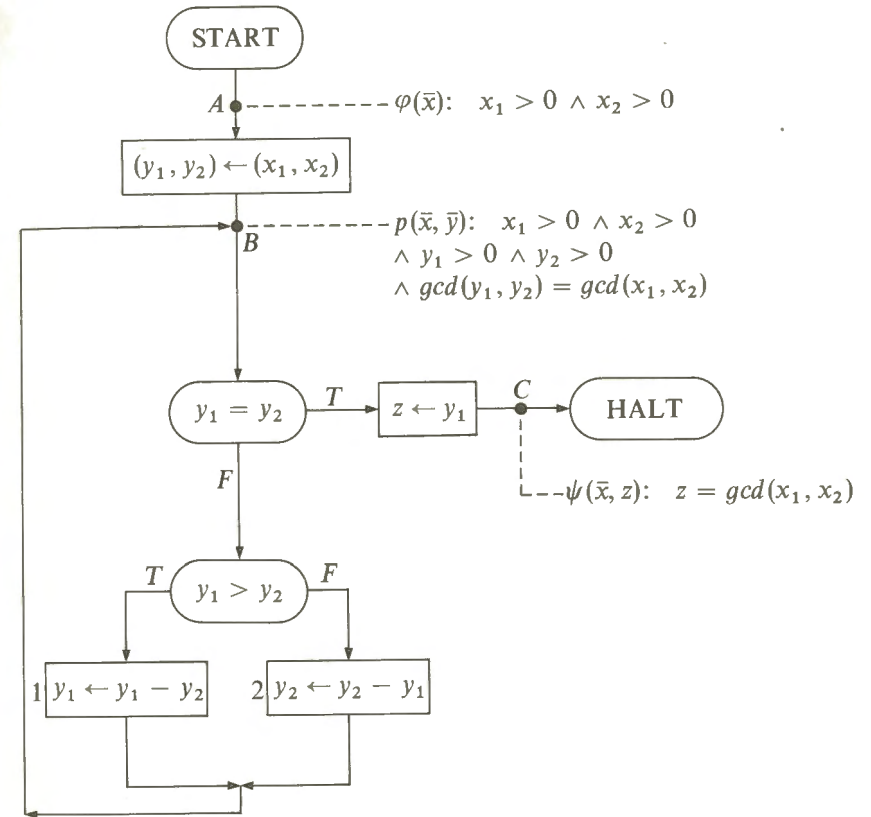 START
A φ(x̄): x₁ > 0 ∧ x₂ > 0
(y₁, y₂) ← (x₁, x₂)
B p(x̄, ȳ): x₁ > 0 ∧ x₂ > 0
∧ y₁ > 0 ∧ y₂ > 0
∧ gcd(y₁, y₂) = gcd(x₁, x₂)
y₁ = y₂
T
z ← y₁
C
HALT
F
ψ(x̄, z): z = gcd(x₁, x₂)
T
y₁ > y₂
F
1 y₁ ← y₁ − y₂
2 y₂ ← y₂ − y₁